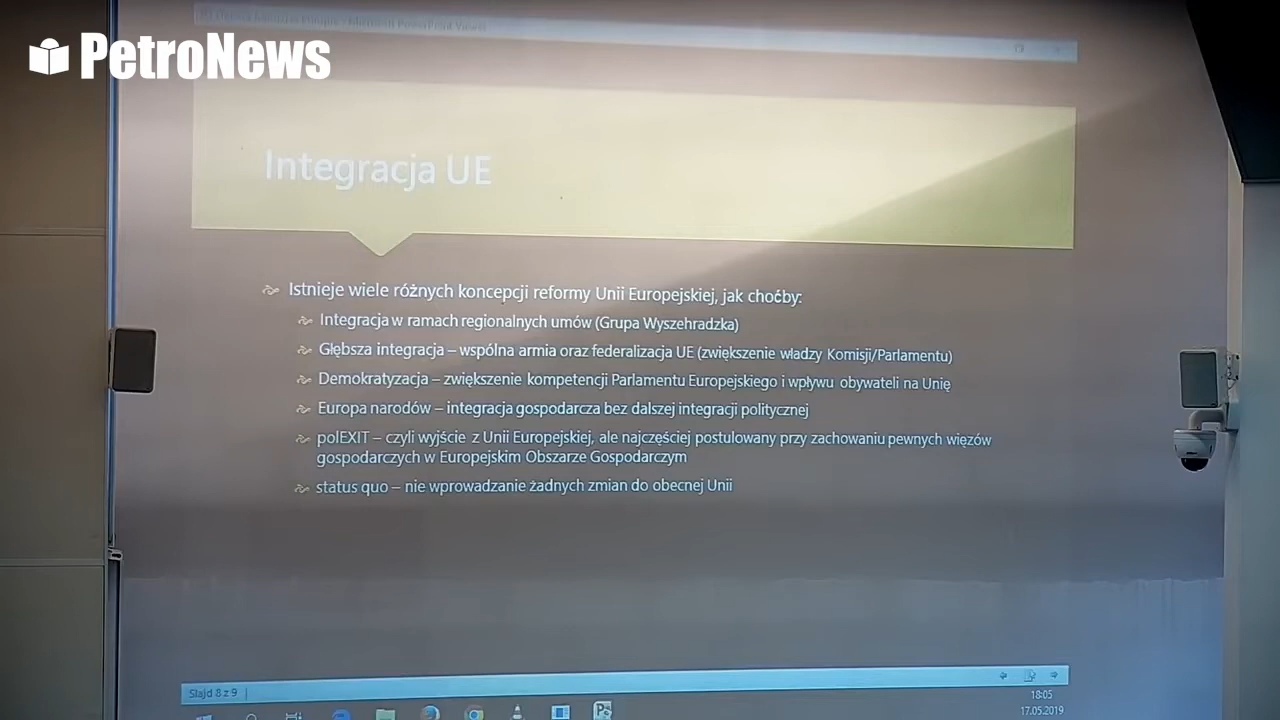 PetroNews
Integracja UE
Istnieje wiele różnych koncepcji reformy Unii Europejskiej, jak choćby:
Integracja w ramach regionalnych umów (Grupa Wyszehradzka)
Głębsza integracja – wspólna armia oraz federalizacja UE (zwiększenie władzy Komisji/Parlamentu)
Demokratyzacja – zwiększenie kompetencji Parlamentu Europejskiego i wpływu obywateli na Unię
Europa narodów – integracja gospodarcza bez dalszej integracji politycznej
polEXIT – czyli wyjście z Unii Europejskiej, ale najczęściej postulowany przy zachowaniu pewnych więzów
gospodarczych w Europejskim Obszarze Gospodarczym
status quo – nie wprowadzanie żadnych zmian do obecnej Unii
Slajd 8 z 9
18:05
17.05.2019